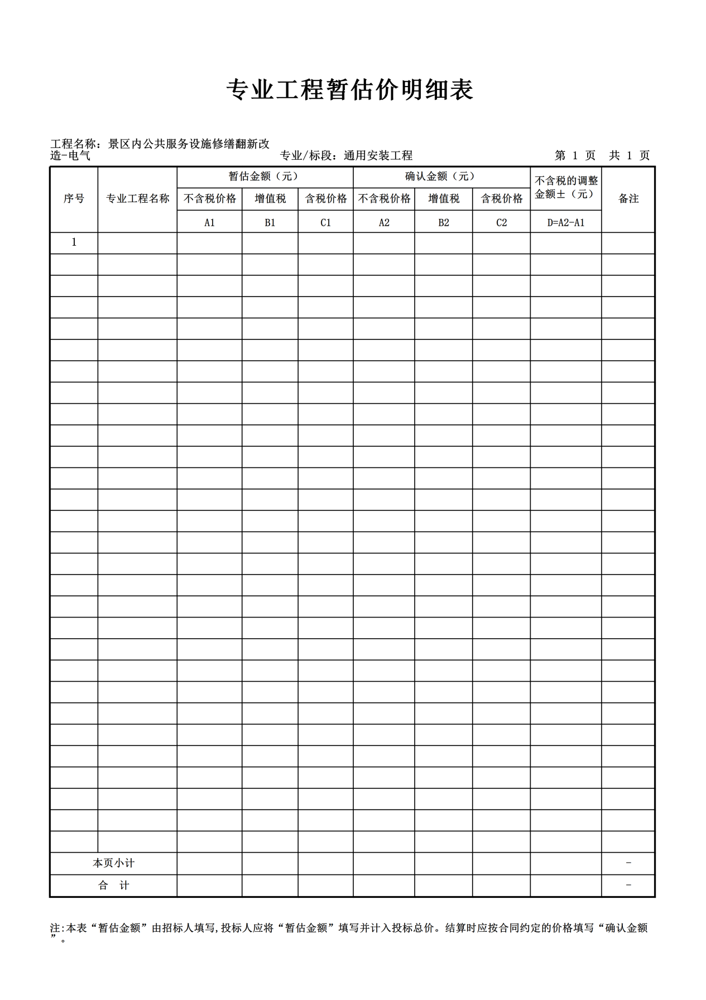 专业工程暂估价明细表
工程名称：景区内公共服务设施修缮翻新改
造-电气 专业/标段：通用安装工程 第 1 页 共 1 页
序号 专业工程名称 暂估金额（元） 确认金额（元） 不含税的调整
金额±（元） 备注
不含税价格 增值税 含税价格 不含税价格 增值税 含税价格
A1 B1 C1 A2 B2 C2 D=A2-A1
1
本页小计 -
合 计 -
注:本表“暂估金额”由招标人填写,投标人应将“暂估金额”填写并计入投标总价。结算时应按合同约定的价格填写“确认金额
”。